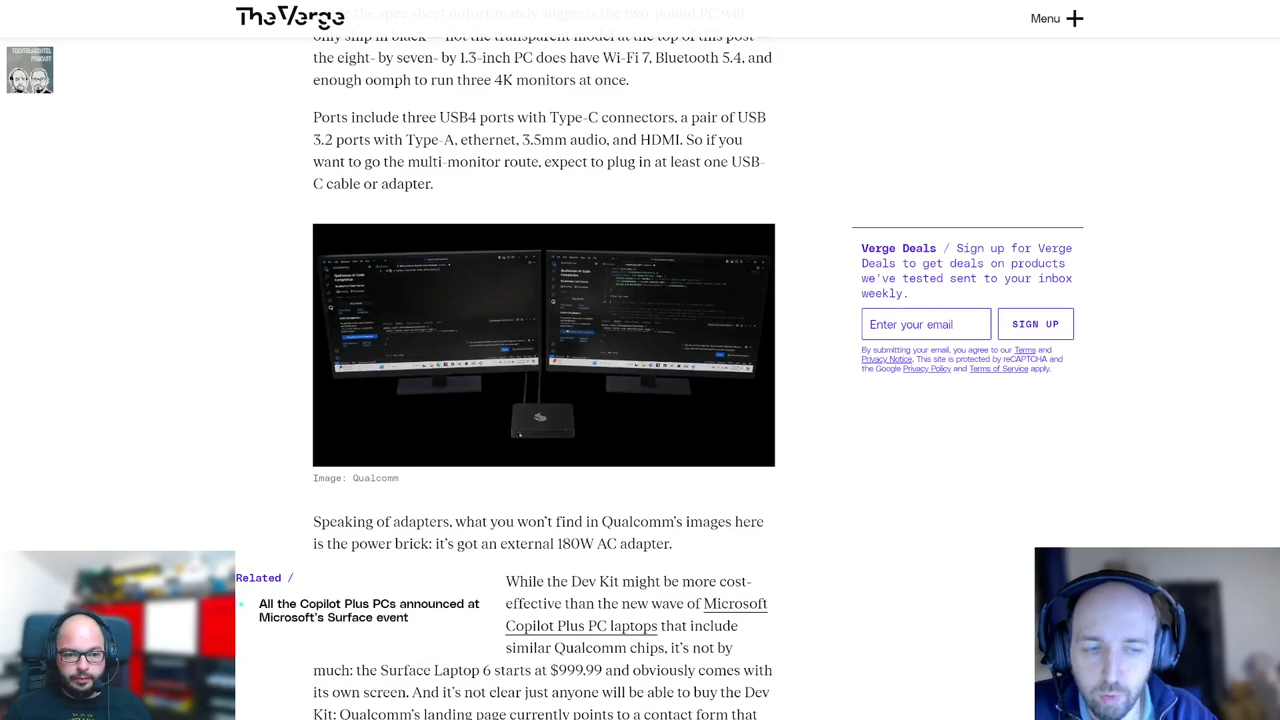 The Verge
Menu
TECHTELMECHTEL
PODCAST
the spec sheet unfortunately suggests the two-pound PC will
only ship in black — not the transparent model at the top of this post —
the eight- by seven- by 1.3-inch PC does have Wi-Fi 7, Bluetooth 5.4, and
enough oomph to run three 4K monitors at once.
Ports include three USB4 ports with Type-C connectors, a pair of USB
3.2 ports with Type-A, ethernet, 3.5mm audio, and HDMI. So if you
want to go the multi-monitor route, expect to plug in at least one USB-
C cable or adapter.
Verge Deals / Sign up for Verge
Deals to get deals on products
we've tested sent to your inbox
weekly.
Enter your email
SIGN UP
By submitting your email, you agree to our Terms and
Privacy Notice. This site is protected by reCAPTCHA and
the Google Privacy Policy and Terms of Service apply.
Image: Qualcomm
Speaking of adapters, what you won't find in Qualcomm's images here
is the power brick: it's got an external 180W AC adapter.
Related /
All the Copilot Plus PCs announced at
Microsoft's Surface event
While the Dev Kit might be more cost-
effective than the new wave of Microsoft
Copilot Plus PC laptops that include
similar Qualcomm chips, it's not by
much: the Surface Laptop 6 starts at $999.99 and obviously comes with
its own screen. And it's not clear just anyone will be able to buy the Dev
Kit: Qualcomm's landing page currently points to a contact form that